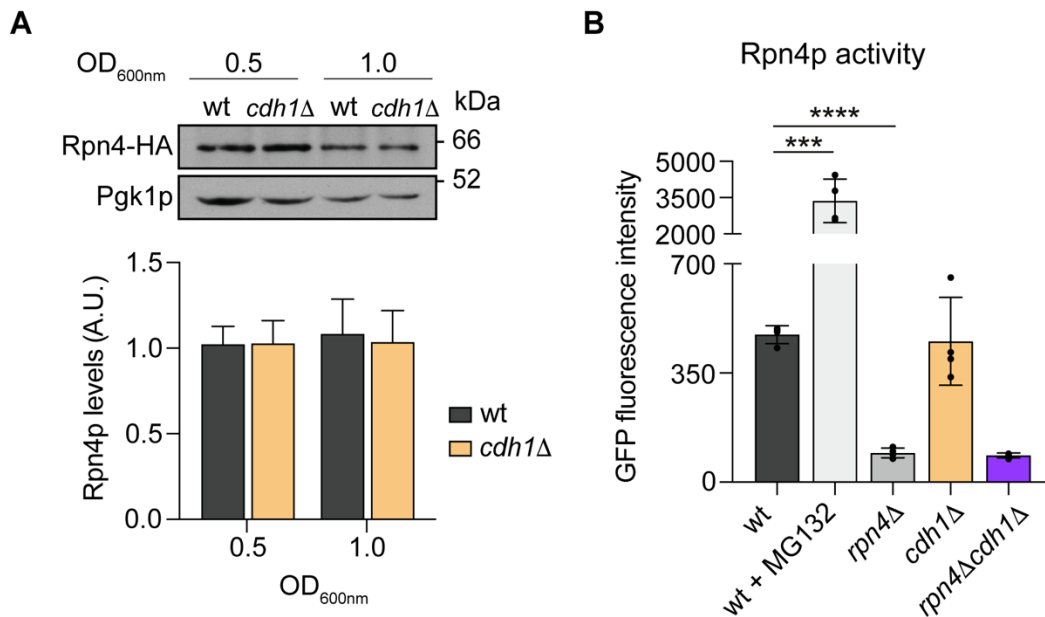 A
OD600nm 0.5 1.0
wt cdh1Δ wt cdh1Δ kDa
Rpn4-HA 66
52
Pgk1p
1.5
1.0
0.5
0.0
Rpn4p levels (A.U.)
0.5 1.0
OD600nm
wt
cdh1Δ
B
Rpn4p activity
****
***
5000
3500
2000
700
350
0
GFP fluorescence intensity
wt
wt + MG132
rpn4Δ
cdh1Δ
rpn4Δcdh1Δ